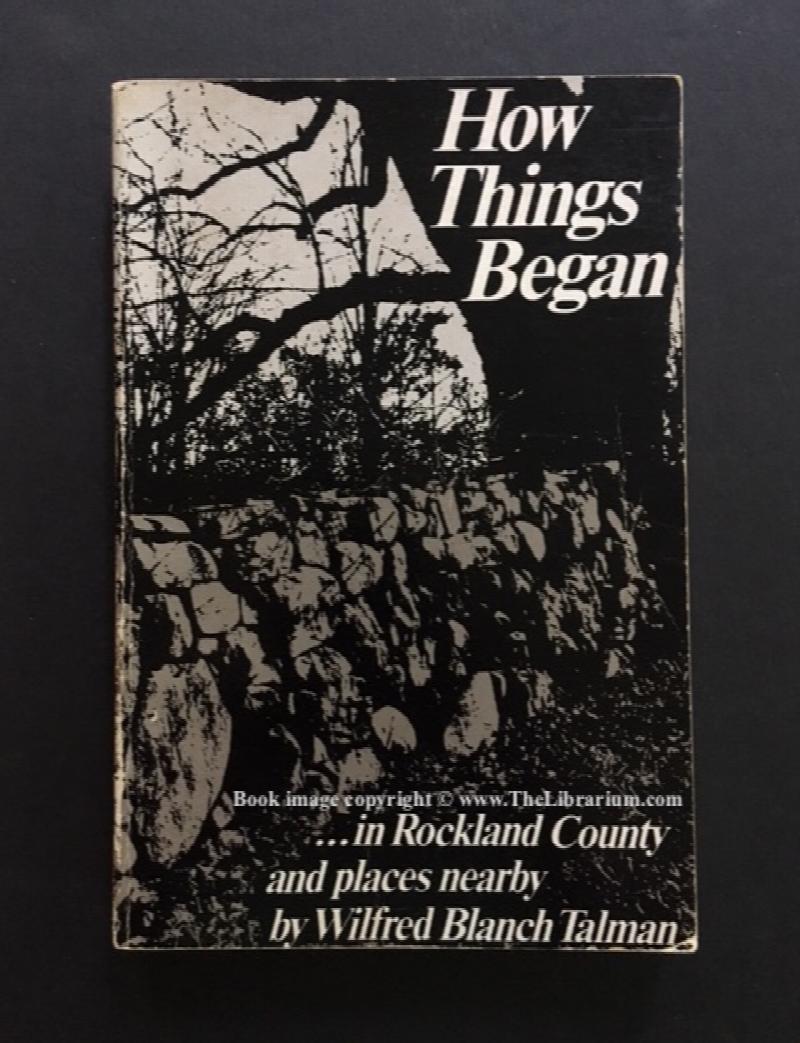 How
Things
Began
Book image copyright © www.TheLibrarium.com
...in Rockland County
and places nearby
by Wilfred Blanch Talman